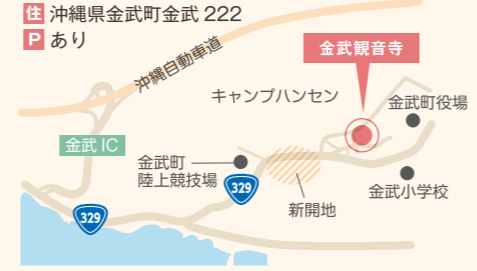 住 沖縄県金武町金武 222
P あり
沖縄自動車道
金武観音寺
キャンプハンセン
金武町役場
金武 IC
金武町
陸上競技場
329
金武小学校
新開地
329